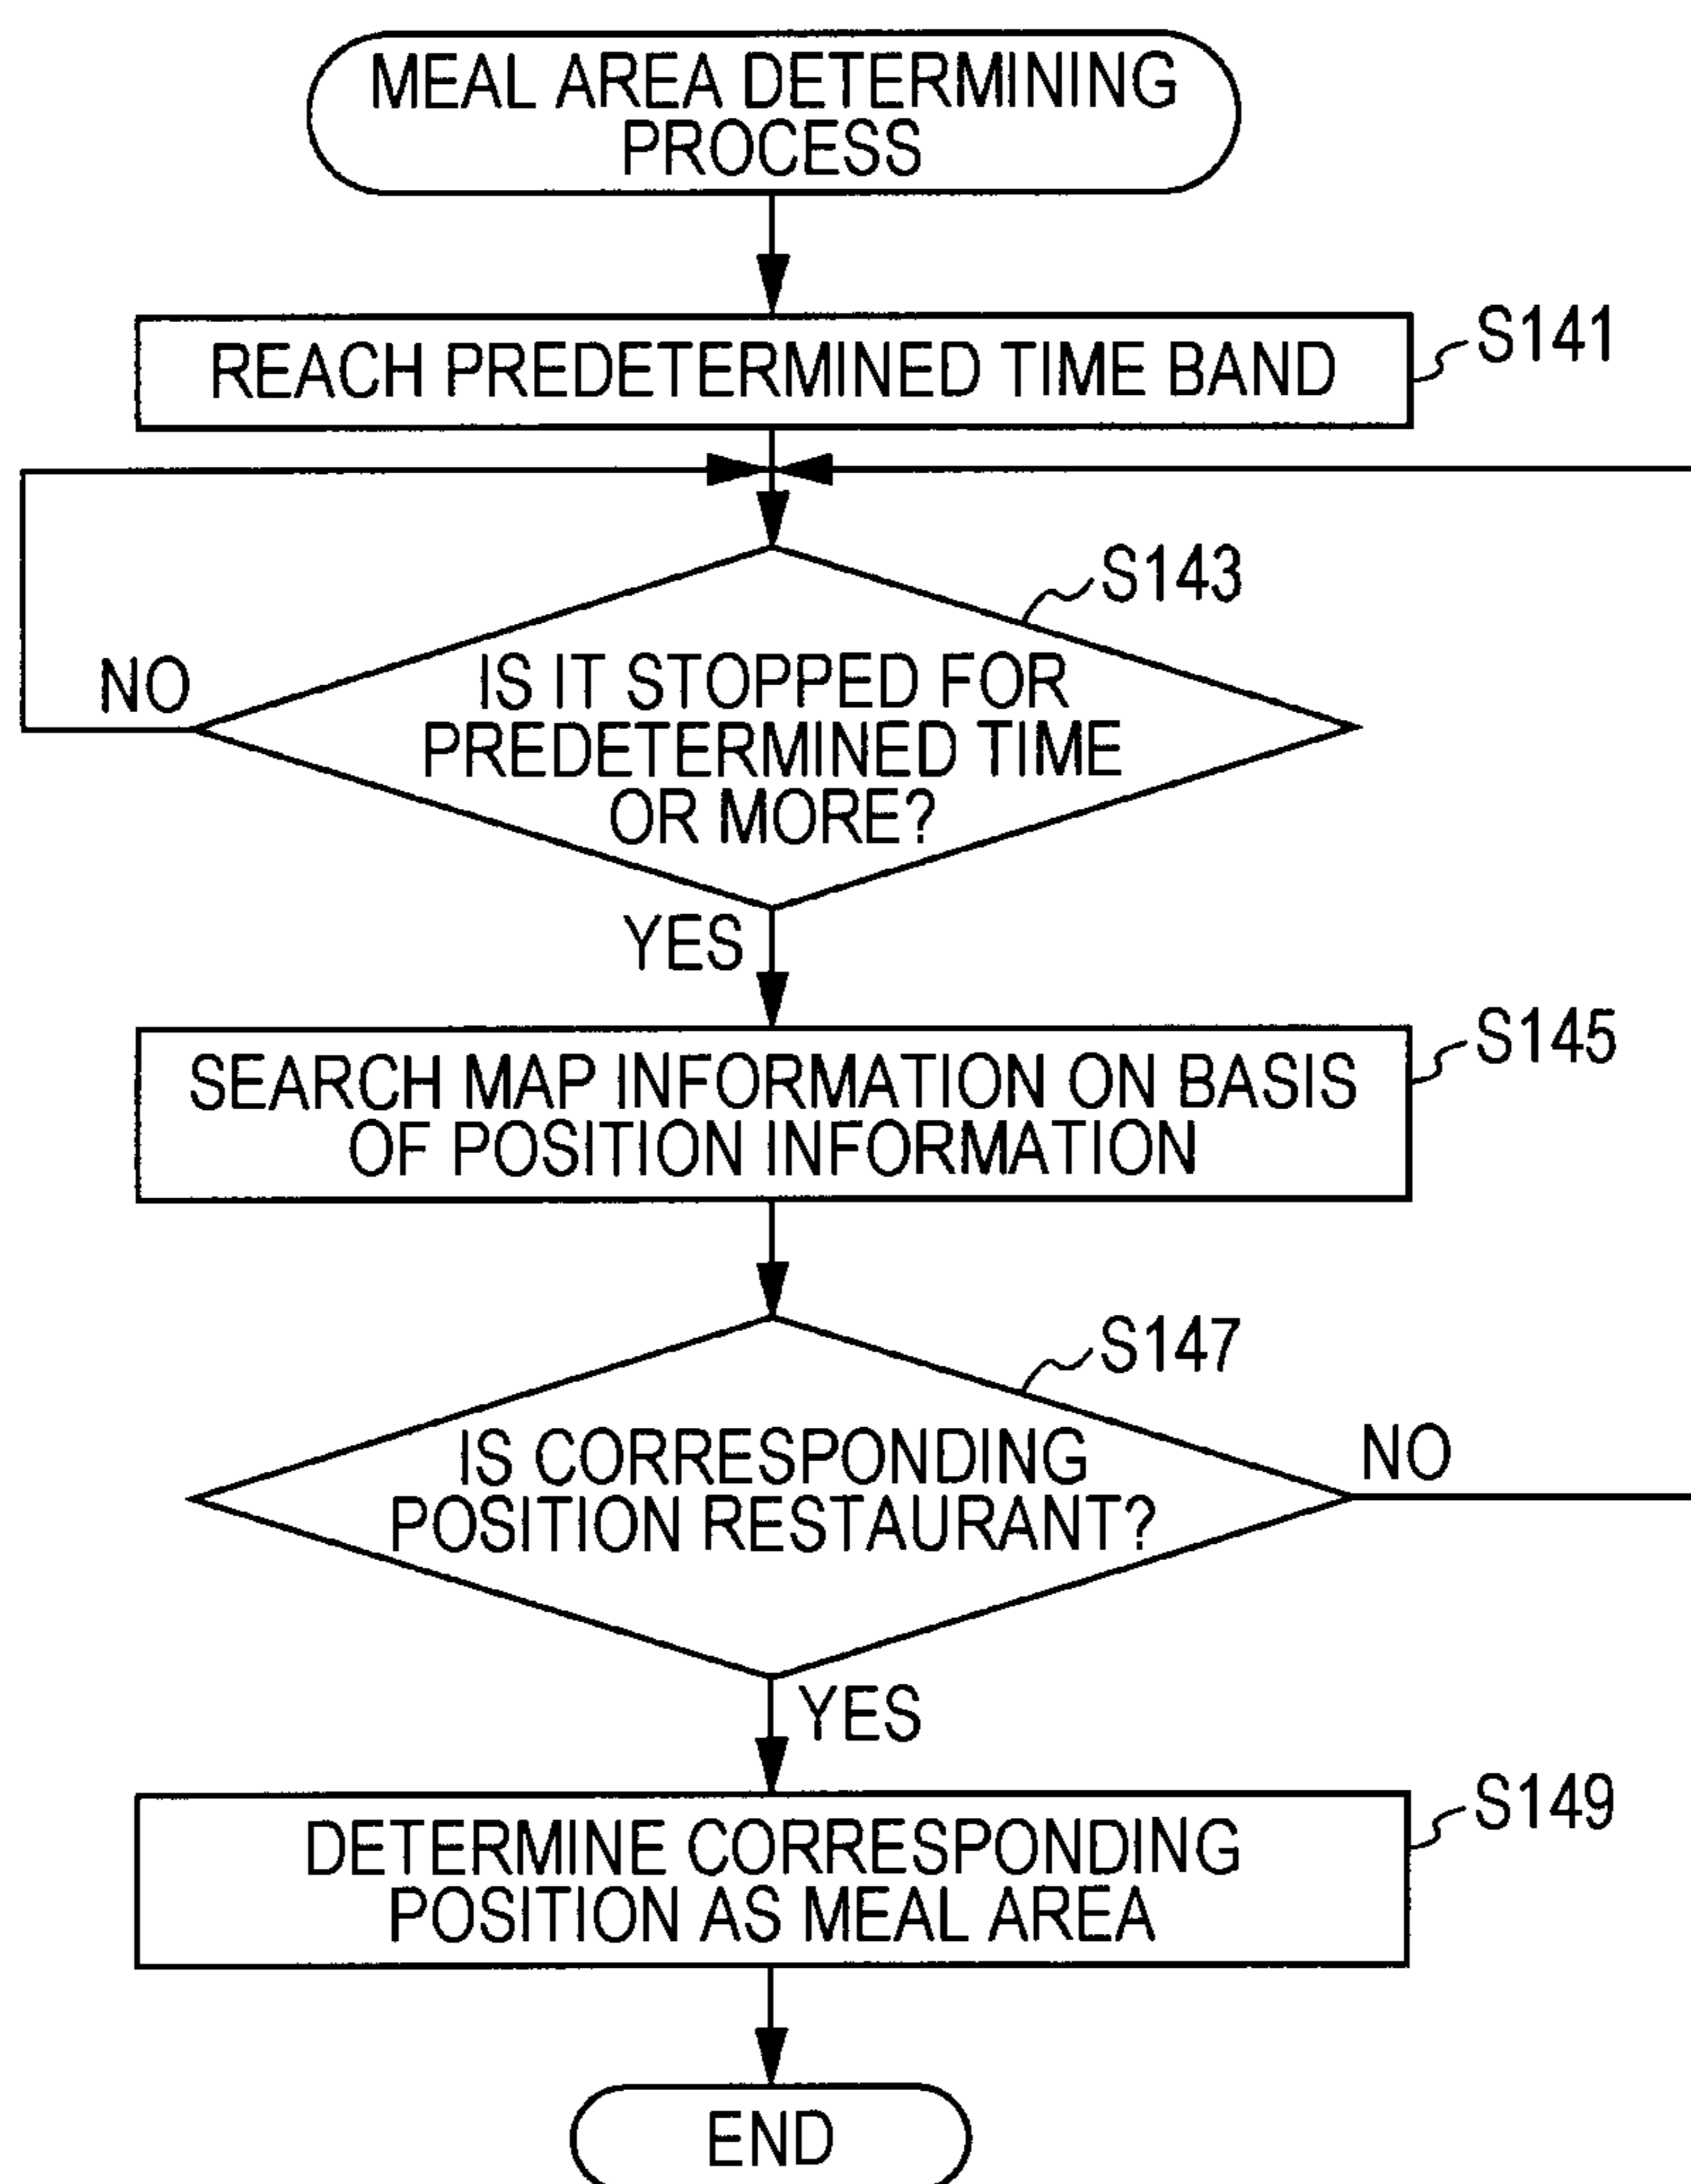 MEAL AREA DETERMINING
PROCESS
REACH PREDETERMINED TIME BAND
S141
S143
IS IT STOPPED FOR
PREDETERMINED TIME
OR MORE?
NO
YES
SEARCH MAP INFORMATION ON BASIS
OF POSITION INFORMATION
S145
S147
IS CORRESPONDING
POSITION RESTAURANT?
NO
YES
DETERMINE CORRESPONDING
POSITION AS MEAL AREA
S149
END